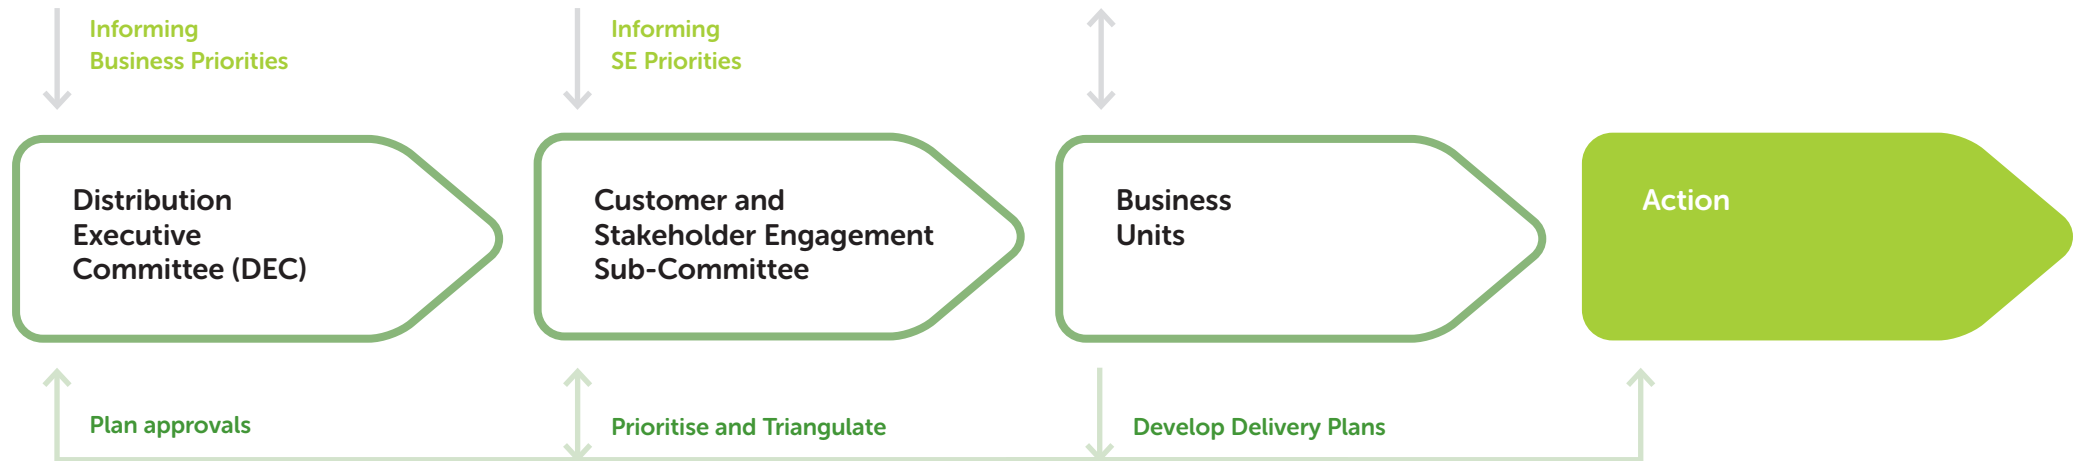 Informing
Business Priorities
Informing
SE Priorities
Distribution
Executive
Committee (DEC)
Customer and
Stakeholder Engagement
Sub-Committee
Business
Units
Action
Plan approvals
Prioritise and Triangulate
Develop Delivery Plans